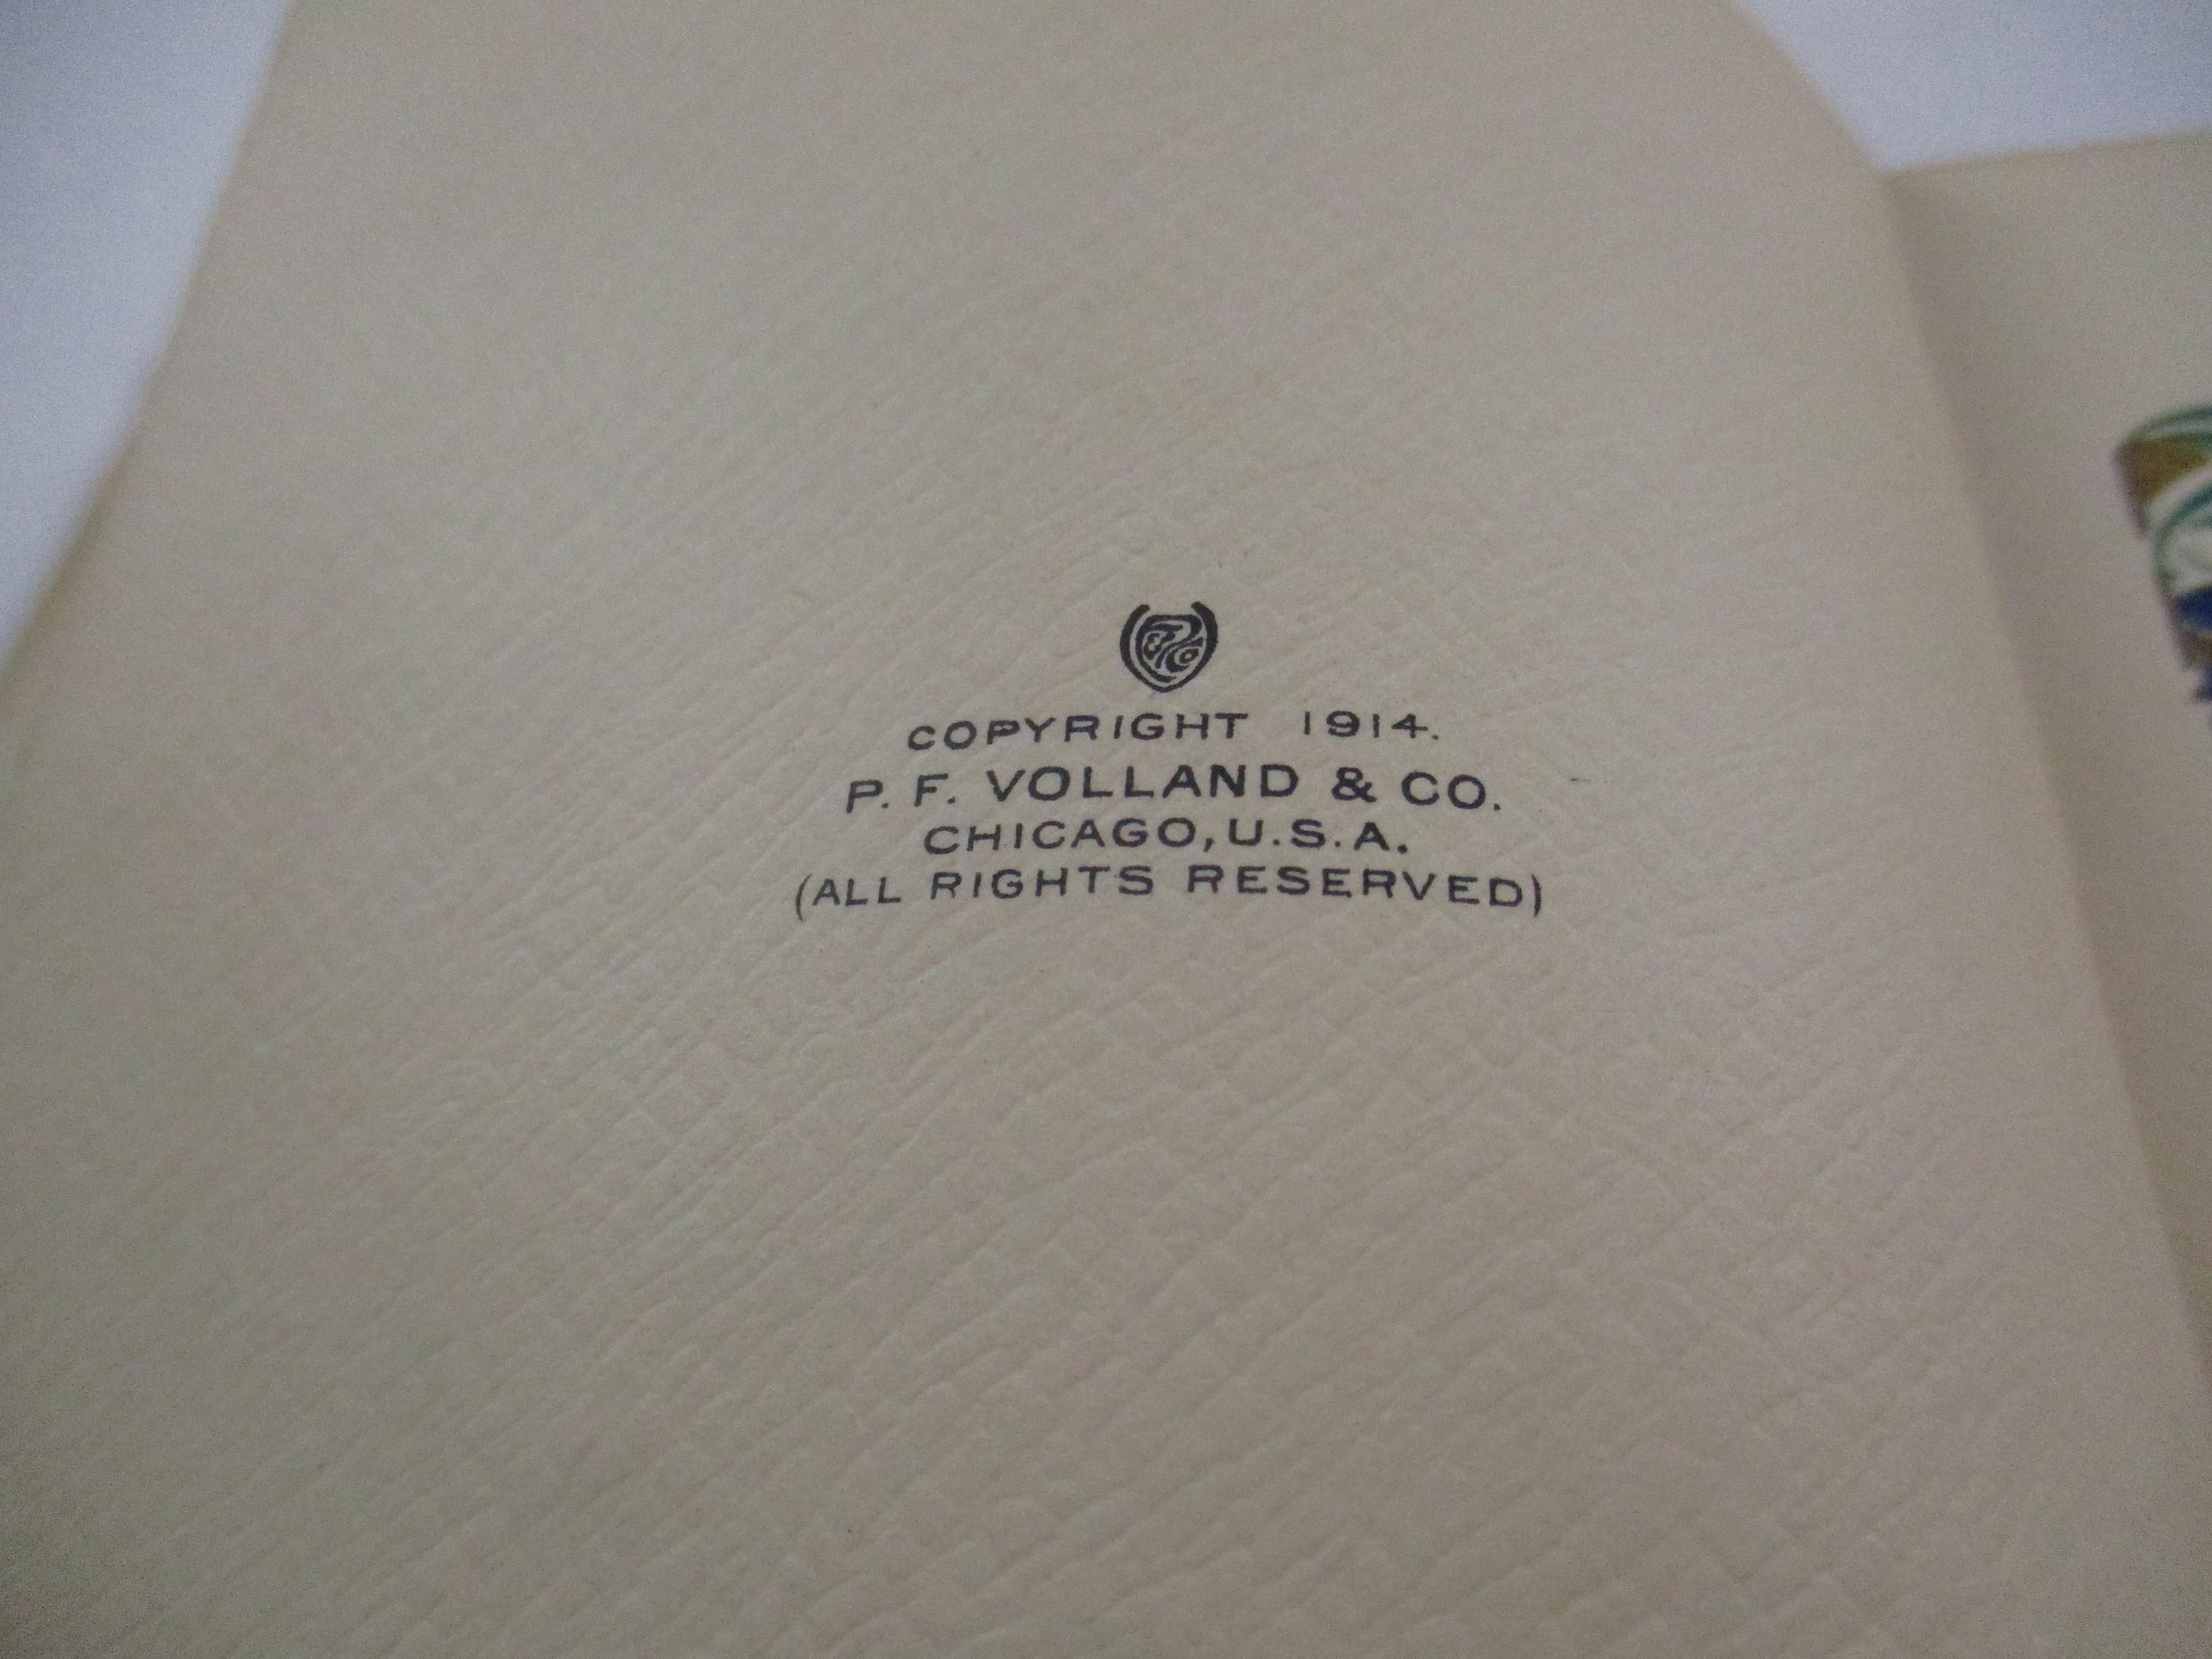 COPYRIGHT 1914.
P. F. VOLLAND & CO.
CHICAGO, U.S.A.
(ALL RIGHTS RESERVED)